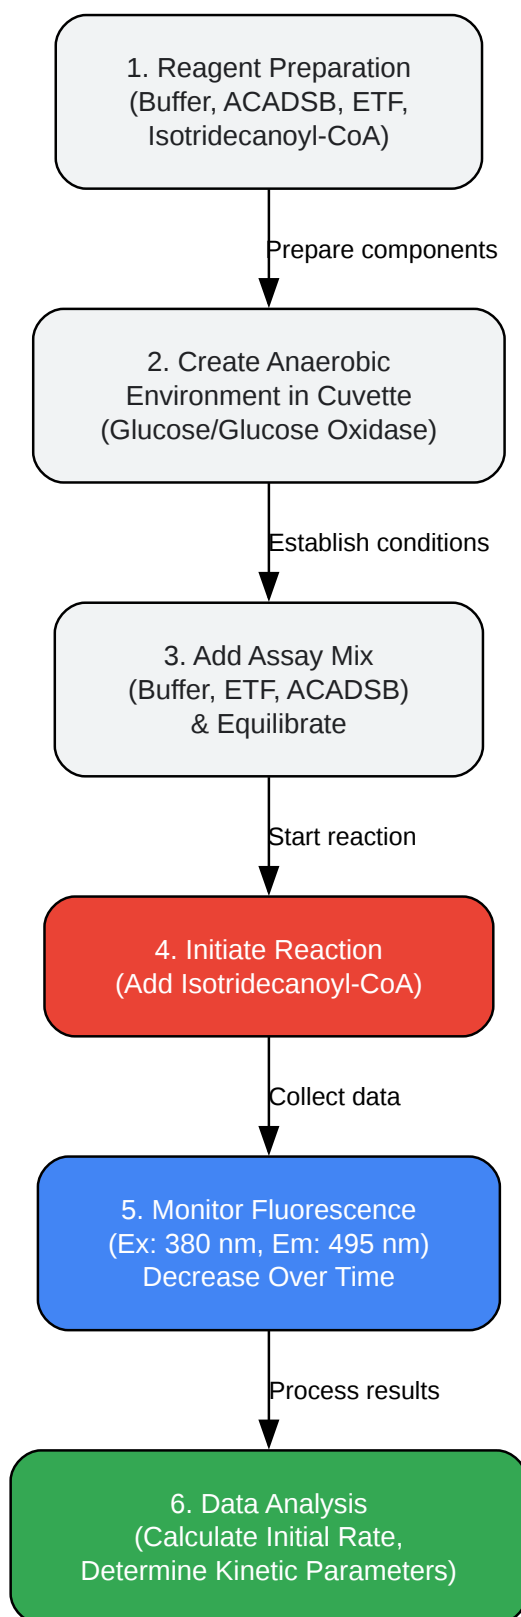 1. Reagent Preparation
(Buffer, ACADSB, ETF,
Isotridecanoyl-CoA)
Prepare components
2. Create Anaerobic
Environment in Cuvette
(Glucose/Glucose Oxidase)
Establish conditions
3. Add Assay Mix
(Buffer, ETF, ACADSB)
& Equilibrate
Start reaction
4. Initiate Reaction
(Add Isotridecanoyl-CoA)
Collect data
5. Monitor Fluorescence
(Ex: 380 nm, Em: 495 nm)
Decrease Over Time
Process results
6. Data Analysis
(Calculate Initial Rate,
Determine Kinetic Parameters)